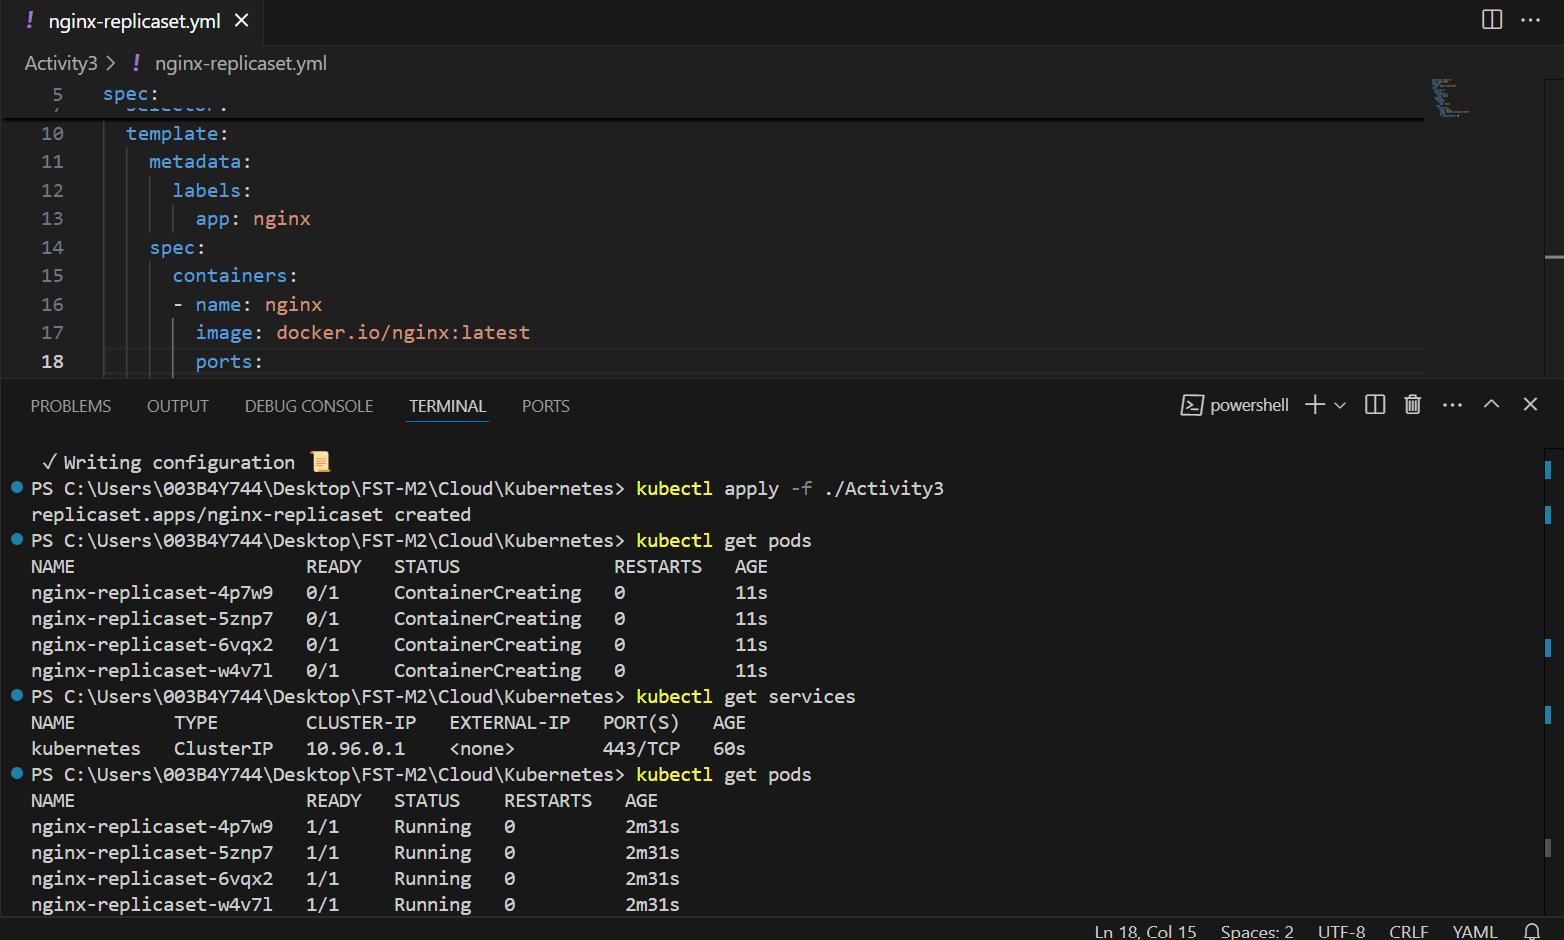 ! nginx-replicaset.yml
Activity3 > ! nginx-replicaset.yml
5 spec:
10 template:
11 metadata:
12 labels:
13 app: nginx
14 spec:
15 containers:
16 - name: nginx
17 image: docker.io/nginx:latest
18 ports:
PROBLEMS OUTPUT DEBUG CONSOLE TERMINAL PORTS powershell
✓ Writing configuration 📜
PS C:\Users\003B4Y744\Desktop\FST-M2\Cloud\Kubernetes> kubectl apply -f ./Activity3
replicaset.apps/nginx-replicaset created
PS C:\Users\003B4Y744\Desktop\FST-M2\Cloud\Kubernetes> kubectl get pods
NAME READY STATUS RESTARTS AGE
nginx-replicaset-4p7w9 0/1 ContainerCreating 0 11s
nginx-replicaset-5znp7 0/1 ContainerCreating 0 11s
nginx-replicaset-6vqx2 0/1 ContainerCreating 0 11s
nginx-replicaset-w4v7l 0/1 ContainerCreating 0 11s
PS C:\Users\003B4Y744\Desktop\FST-M2\Cloud\Kubernetes> kubectl get services
NAME TYPE CLUSTER-IP EXTERNAL-IP PORT(S) AGE
kubernetes ClusterIP 10.96.0.1 <none> 443/TCP 60s
PS C:\Users\003B4Y744\Desktop\FST-M2\Cloud\Kubernetes> kubectl get pods
NAME READY STATUS RESTARTS AGE
nginx-replicaset-4p7w9 1/1 Running 0 2m31s
nginx-replicaset-5znp7 1/1 Running 0 2m31s
nginx-replicaset-6vqx2 1/1 Running 0 2m31s
nginx-replicaset-w4v7l 1/1 Running 0 2m31s
Ln 18, Col 15 Spaces: 2 UTF-8 CRLF YAML